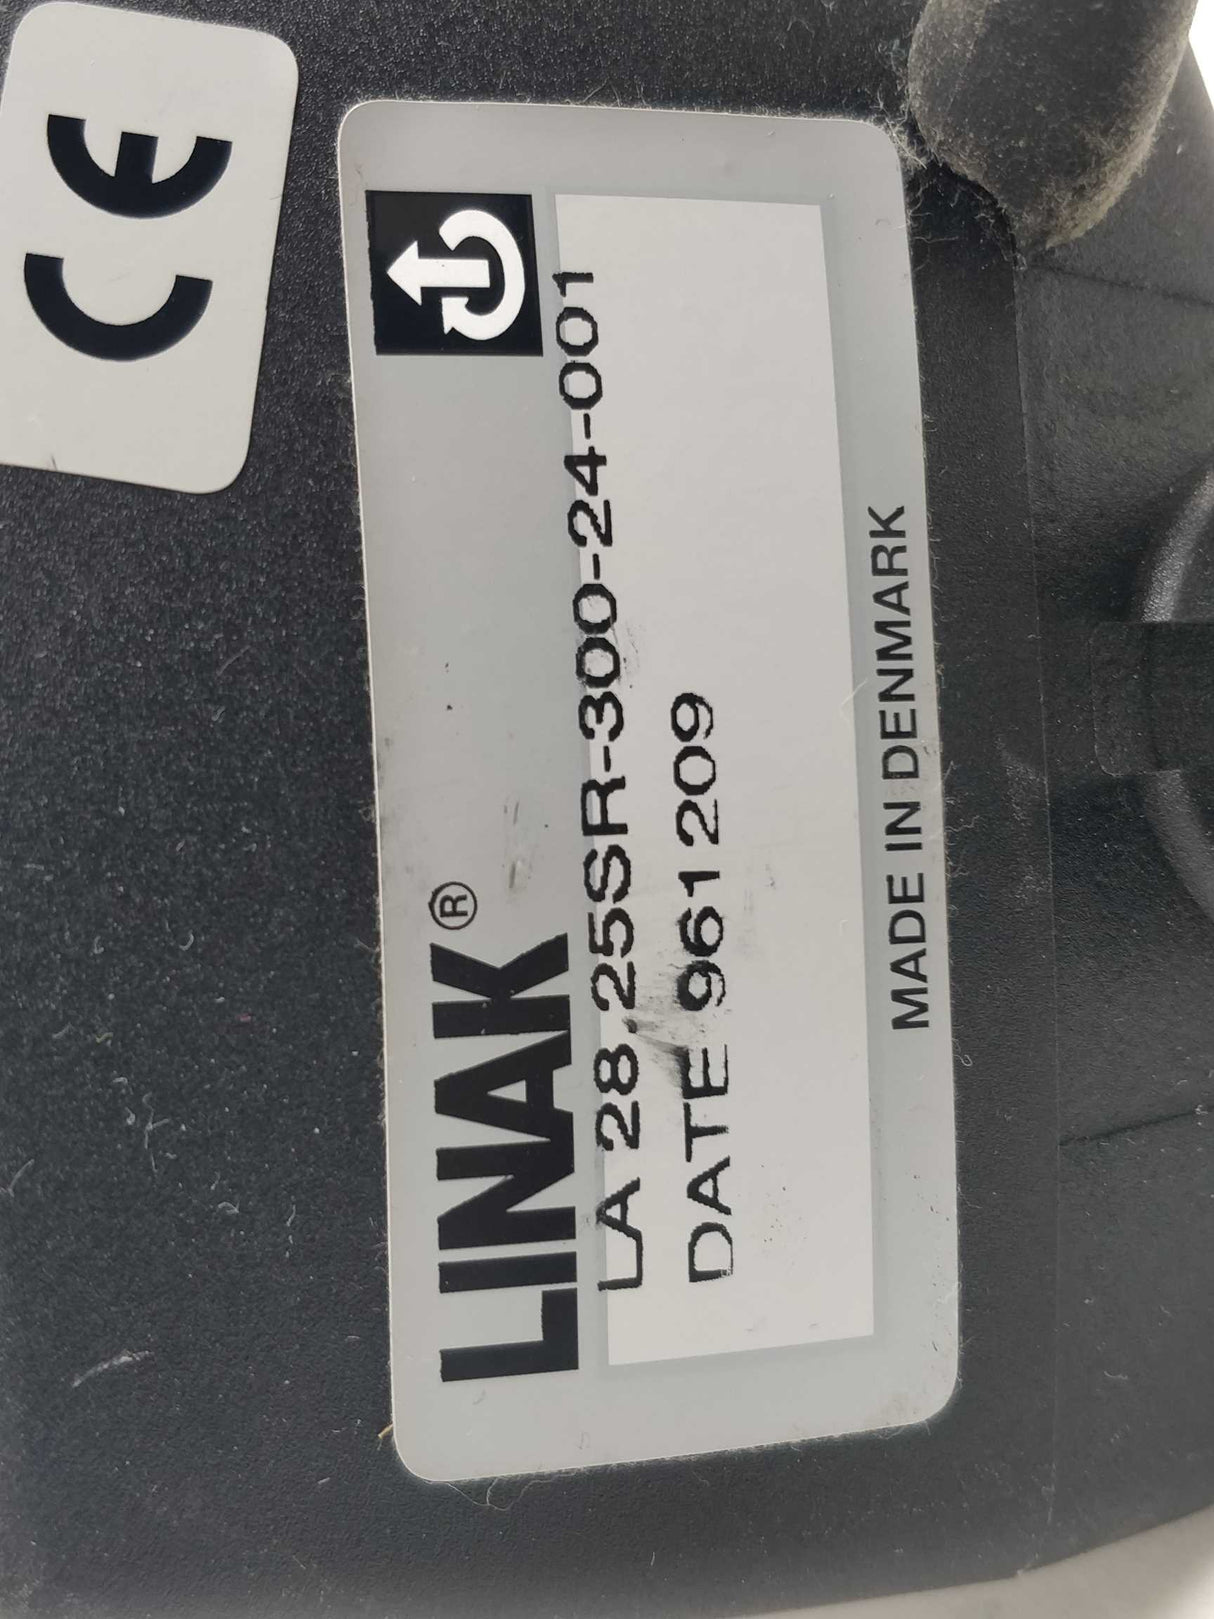 CE
LINAK®
LA 28.25SR-300-24-001
DATE 961209
MADE IN DENMARK